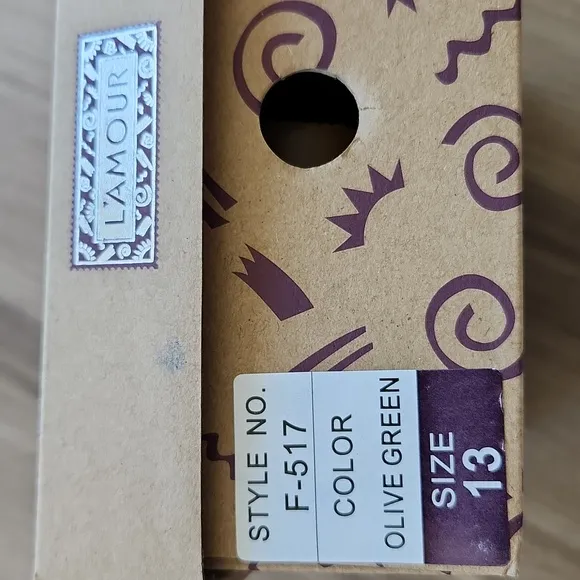 L'AMOUR
STYLE NO.
F-517
COLOR
OLIVE GREEN
SIZE
13